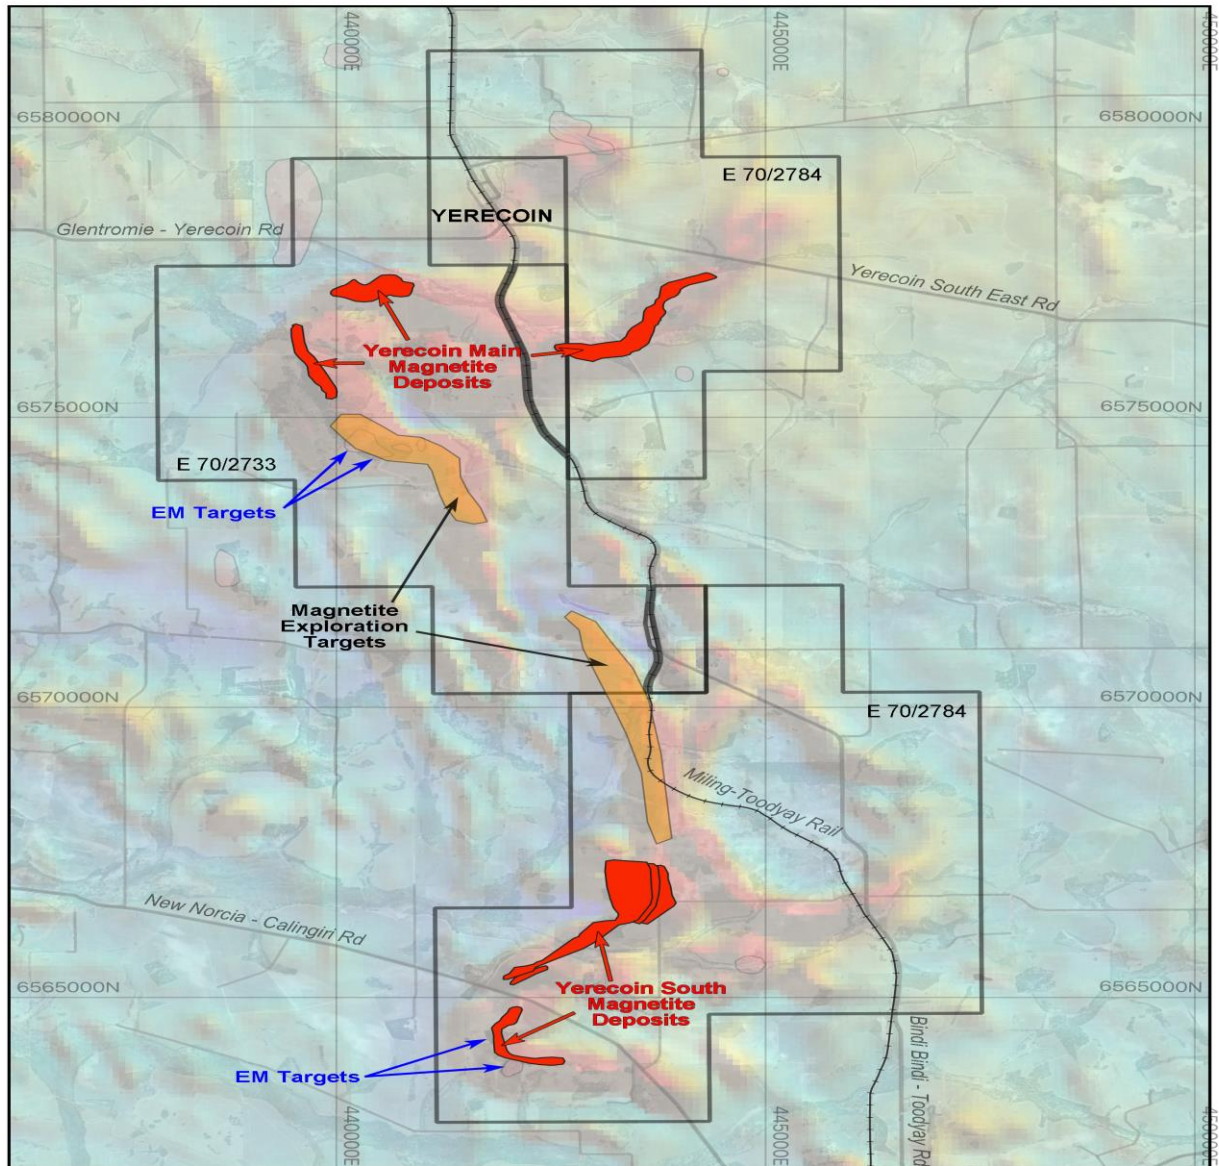 440000E
445000E
450000E
6580000N
6580000N
E 70/2784
YERECOIN
Glentromie - Yerecoin Rd
Yerecoin South East Rd
Yerecoin Main
Magnetite
Deposits
6575000N
6575000N
E 70/2733
EM Targets
Magnetite
Exploration
Targets
6570000N
6570000N
E 70/2784
Miling-Toodyay Rail
New Norcia - Calingiri Rd
Yerecoin South
Magnetite
Deposits
6565000N
6565000N
Bindi Bindi - Toodyay Rd
EM Targets
440000E
445000E
450000E